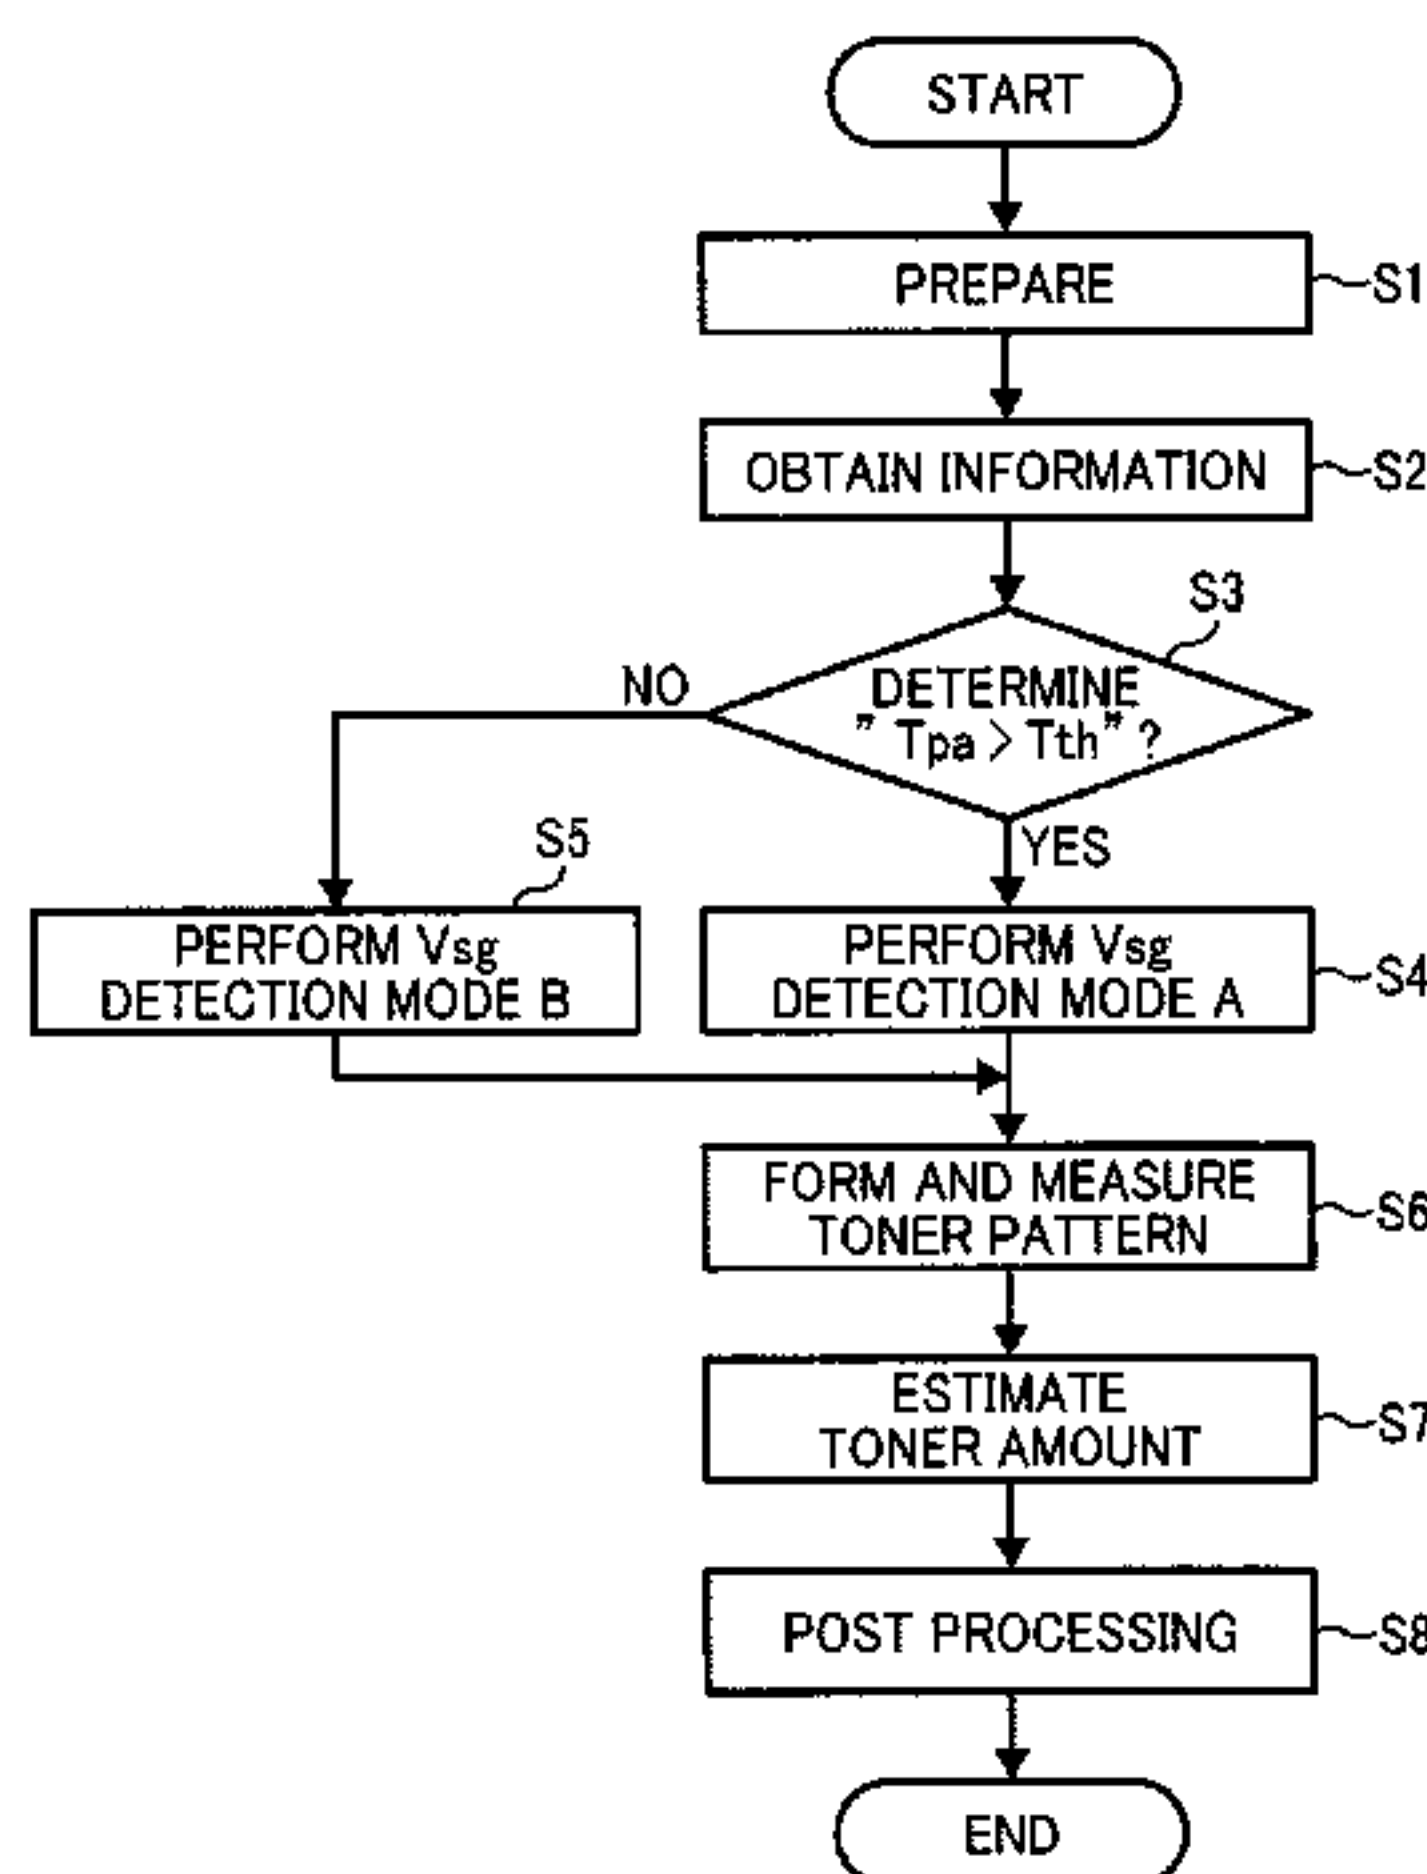 START
PREPARE
S1
OBTAIN INFORMATION
S2
S3
DETERMINE
" Tpa > Tth" ?
NO
YES
S5
PERFORM Vsg
DETECTION MODE B
PERFORM Vsg
DETECTION MODE A
S4
FORM AND MEASURE
TONER PATTERN
S6
ESTIMATE
TONER AMOUNT
S7
POST PROCESSING
S8
END